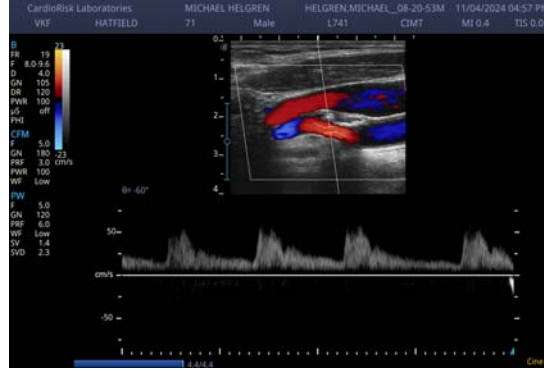 CardioRisk Laboratories MICHAEL HELGREN HELGREN,MICHAEL__08-20-53M 11/04/2024 04:57 PM
VKF HATFIELD 71 Male L741 CIMT MI 0.4 TIS 0.0
B
FR 19
F 8.0-9.6
D 4.0
GN 105
DR 120
PWR 100
µS off
PHI
CFM
F 5.0
GN 180
PRF 3.0
PWR 100
WF Low
PW
F 5.0
GN 120
PRF 6.0
WF Low
SV 1.4
SVD 2.3
23
-23
cm/s
0
1
2
3
4
θ= -60°
50
cm/s
-50
4.4/4.4
Cine